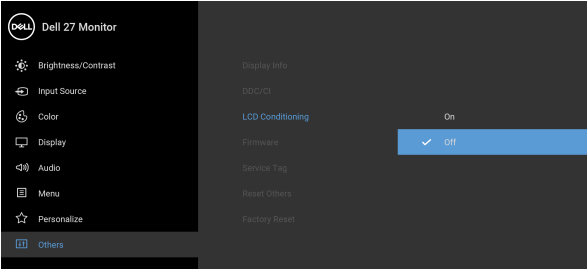 DELL
Dell 27 Monitor
Brightness/Contrast
Input Source
Color
Display
Audio
Menu
Personalize
Others
Display Info
DDC/CI
LCD Conditioning
Firmware
Service Tag
Reset Others
Factory Reset
On
Off